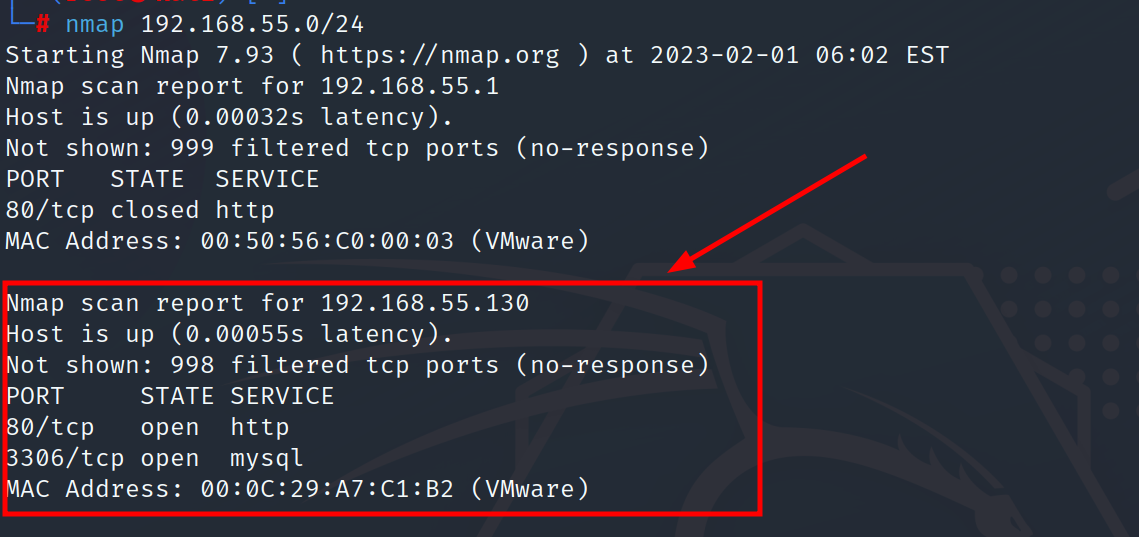 # nmap 192.168.55.0/24
Starting Nmap 7.93 ( https://nmap.org ) at 2023-02-01 06:02 EST
Nmap scan report for 192.168.55.1
Host is up (0.00032s latency).
Not shown: 999 filtered tcp ports (no-response)
PORT   STATE  SERVICE
80/tcp closed http
MAC Address: 00:50:56:C0:00:03 (VMware)
Nmap scan report for 192.168.55.130
Host is up (0.00055s latency).
Not shown: 998 filtered tcp ports (no-response)
PORT     STATE SERVICE
80/tcp   open  http
3306/tcp open  mysql
MAC Address: 00:0C:29:A7:C1:B2 (VMware)